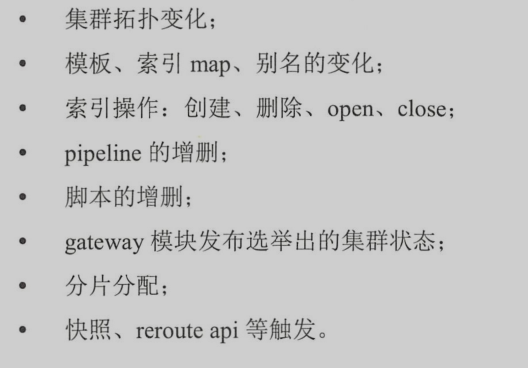 • 集群拓扑变化；
• 模板、索引 map、别名的变化；
• 索引操作：创建、删除、open、close；
• pipeline 的增删；
• 脚本的增删；
• gateway 模块发布选举出的集群状态；
• 分片分配；
• 快照、reroute api 等触发。